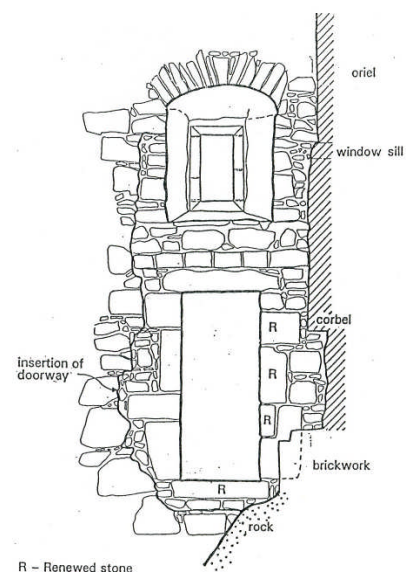 oriel
window sill
corbel
R
insertion of
doorway
R
R
brickwork
R
rock
R – Renewed stone